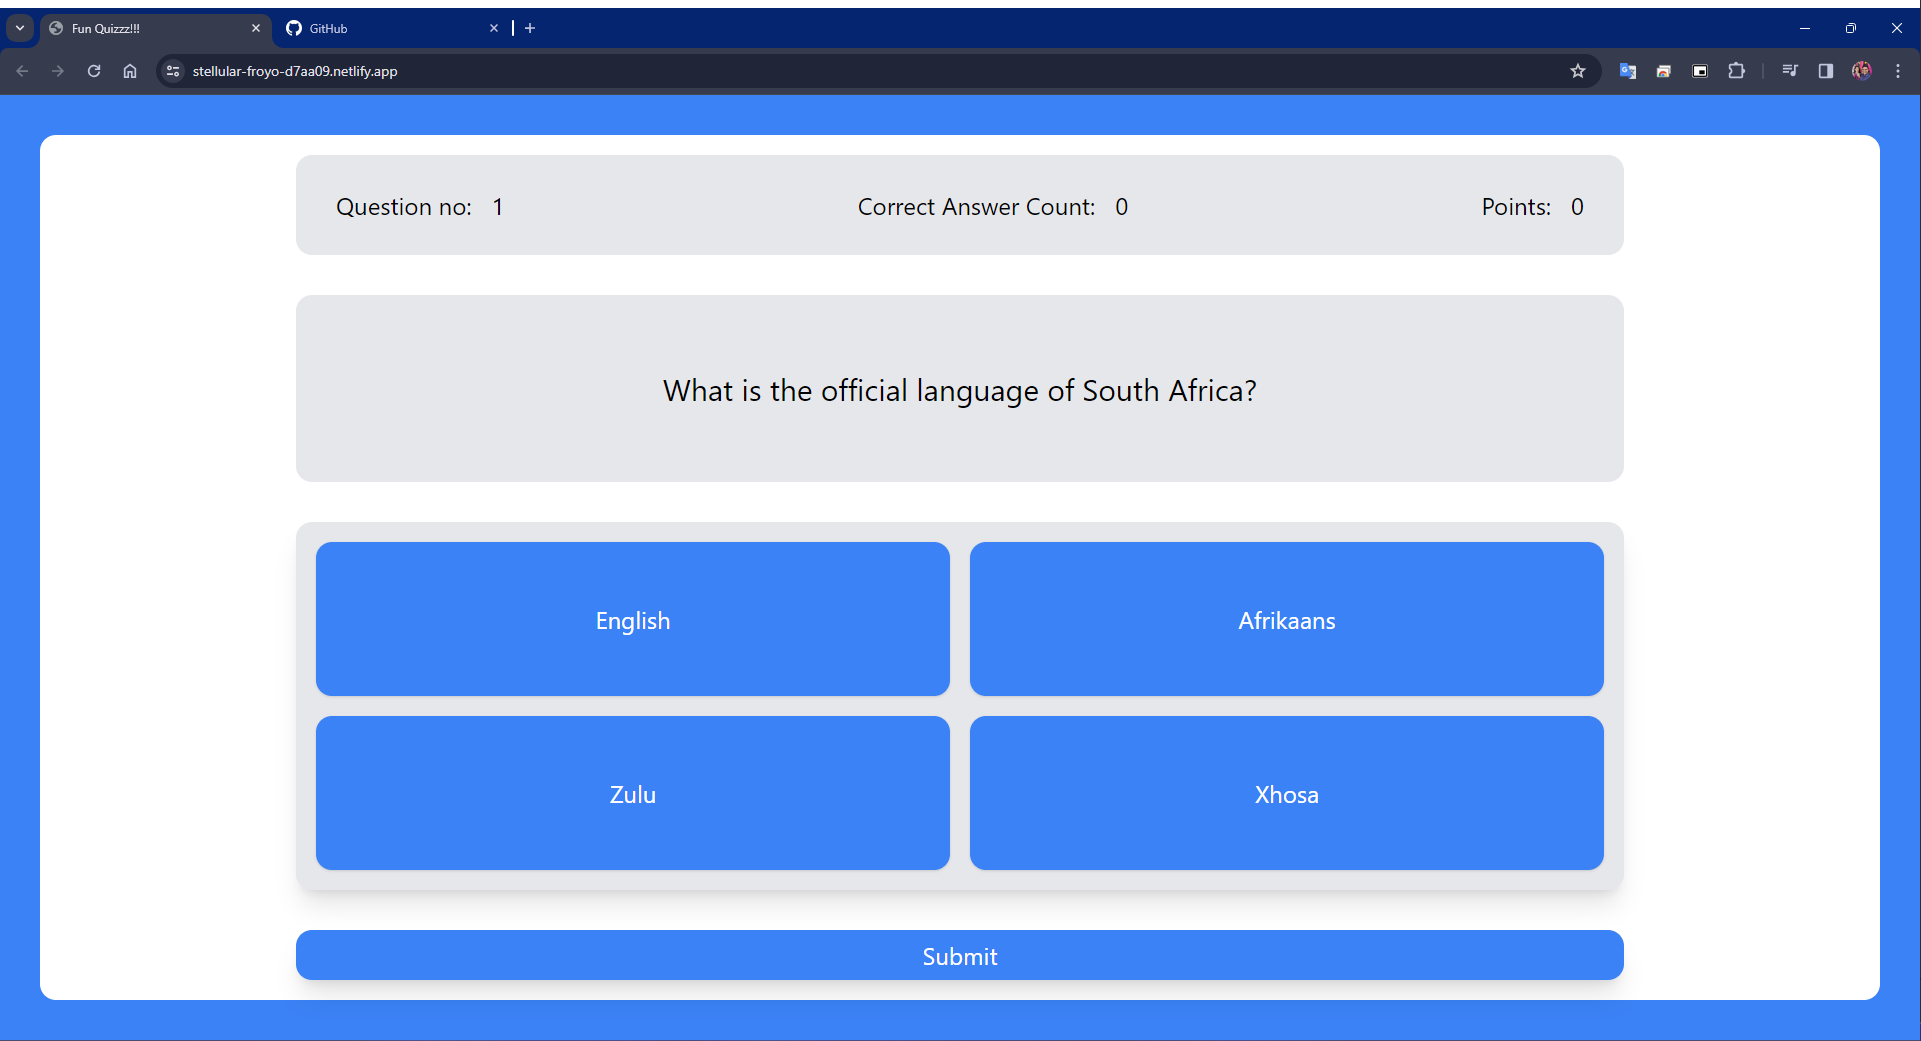 Fun Quizzz!!!
GitHub
stellular-froyo-d7aa09.netlify.app
Question no: 1
Correct Answer Count: 0
Points: 0
What is the official language of South Africa?
English
Afrikaans
Zulu
Xhosa
Submit